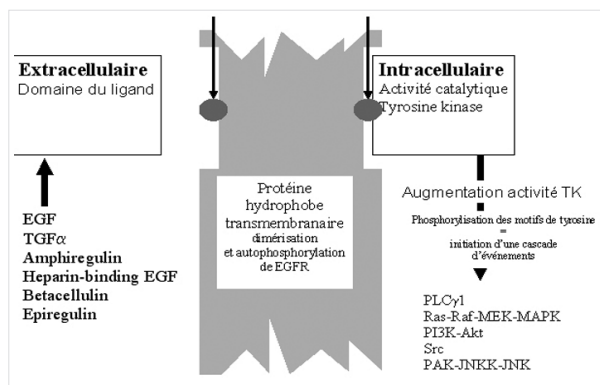 Extracellulaire
Domaine du ligand
EGF
TGFα
Amphiregulin
Heparin-binding EGF
Betacellulin
Epiregulin
Protéine
hydrophobe
transmembranaire
dimérisation
et autophosphorylation
de EGFR
Intracellulaire
Activité catalytique
Tyrosine kinase
Augmentation activité TK
Phosphorylisation des motifs de tyrosine
=
initiation d'une cascade
d'événements
PLCγ1
Ras-Raf-MEK-MAPK
PI3K-Akt
Src
PAK-JNKK-JNK